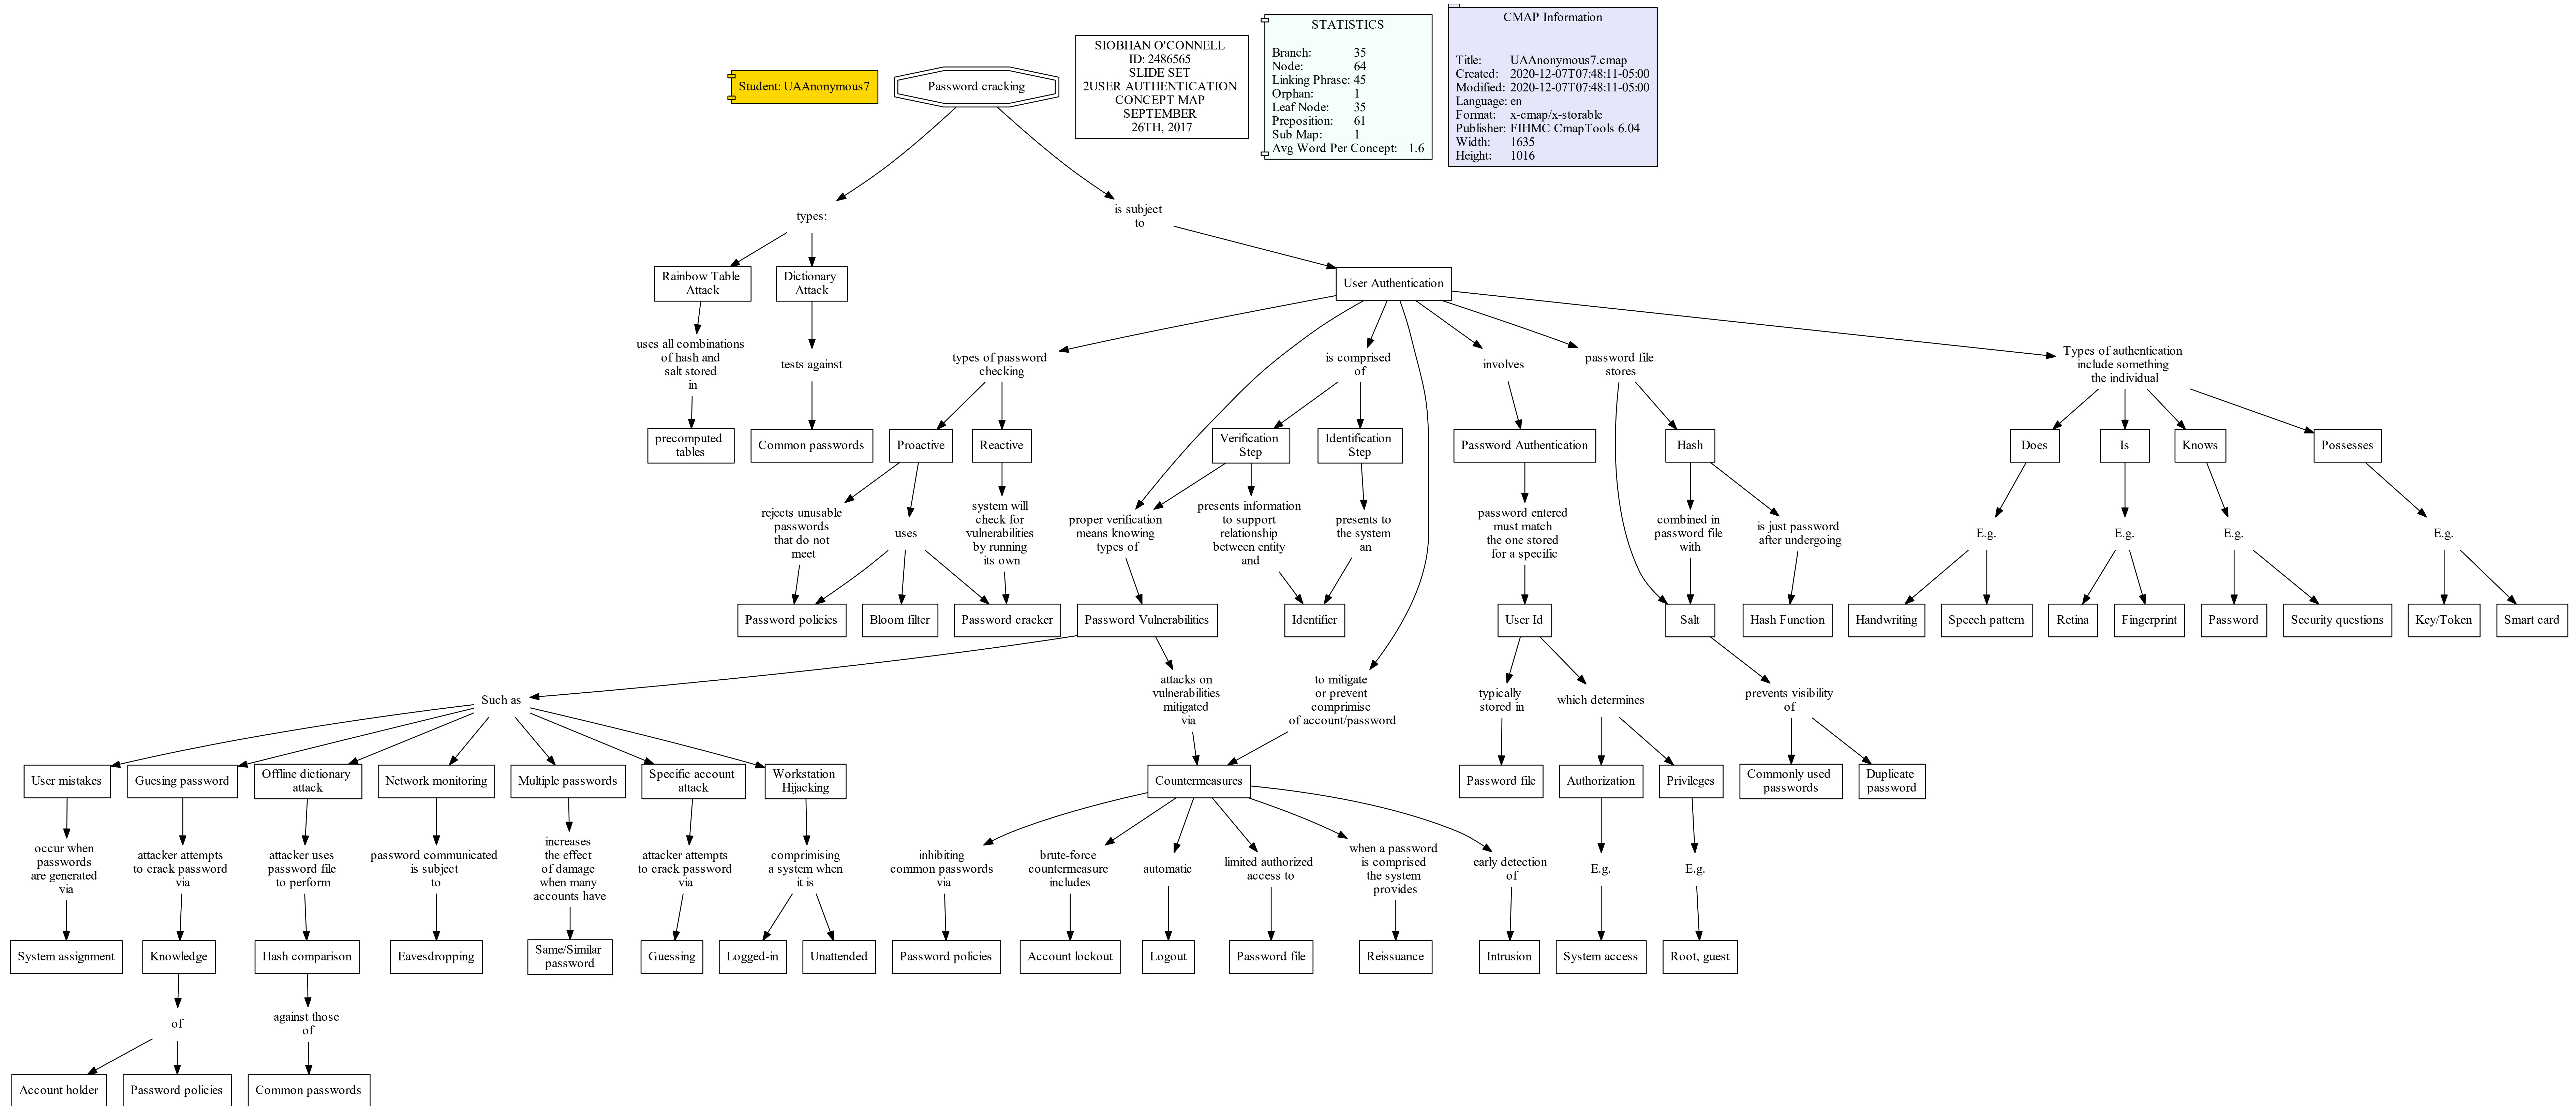 Student: UAAnonymous7
Password cracking
SIOBHAN O'CONNELL
ID: 2486565
SLIDE SET
2USER AUTHENTICATION
CONCEPT MAP
SEPTEMBER
26TH, 2017
STATISTICS
Branch: 35
Node: 64
Linking Phrase: 45
Orphan: 1
Leaf Node: 35
Preposition: 61
Sub Map: 1
Avg Word Per Concept: 1.6
CMAP Information
Title: UAAnonymous7.cmap
Created: 2020-12-07T07:48:11-05:00
Modified: 2020-12-07T07:48:11-05:00
Language: en
Format: x-cmap/x-storable
Publisher: FIHMC CmapTools 6.04
Width: 1635
Height: 1016
types:
is subject
to
Rainbow Table
Attack
Dictionary
Attack
User Authentication
uses all combinations
of hash and
salt stored
in
tests against
types of password
checking
is comprised
of
involves
password file
stores
Types of authentication
include something
the individual
precomputed
tables
Common passwords
Proactive
Reactive
Verification
Step
Identification
Step
Password Authentication
Hash
Does
Is
Knows
Possesses
rejects unusable
passwords
that do not
meet
uses
system will
check for
vulnerabilities
by running
its own
proper verification
means knowing
types of
presents information
to support
relationship
between entity
and
presents to
the system
an
password entered
must match
the one stored
for a specific
combined in
password file
with
is just password
after undergoing
E.g.
E.g.
E.g.
E.g.
Password policies
Bloom filter
Password cracker
Password Vulnerabilities
Identifier
User Id
Salt
Hash Function
Handwriting
Speech pattern
Retina
Fingerprint
Password
Security questions
Key/Token
Smart card
Such as
attacks on
vulnerabilities
mitigated
via
to mitigate
or prevent
comprimise
of account/password
typically
stored in
which determines
prevents visibility
of
User mistakes
Guesing password
Offline dictionary
attack
Network monitoring
Multiple passwords
Specific account
attack
Workstation
Hijacking
Countermeasures
Password file
Authorization
Privileges
Commonly used
passwords
Duplicate
password
occur when
passwords
are generated
via
attacker attempts
to crack password
via
attacker uses
password file
to perform
password communicated
is subject
to
increases
the effect
of damage
when many
accounts have
attacker attempts
to crack password
via
comprimising
a system when
it is
inhibiting
common passwords
via
brute-force
countermeasure
includes
automatic
limited authorized
access to
when a password
is comprised
the system
provides
early detection
of
E.g.
E.g.
System assignment
Knowledge
Hash comparison
Eavesdropping
Same/Similar
password
Guessing
Logged-in
Unattended
Password policies
Account lockout
Logout
Password file
Reissuance
Intrusion
System access
Root, guest
of
against those
of
Account holder
Password policies
Common passwords